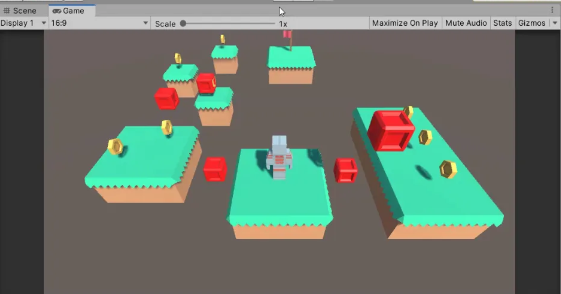 Scene Game
Display 1 16:9 Scale 1x Maximize On Play Mute Audio Stats Gizmos